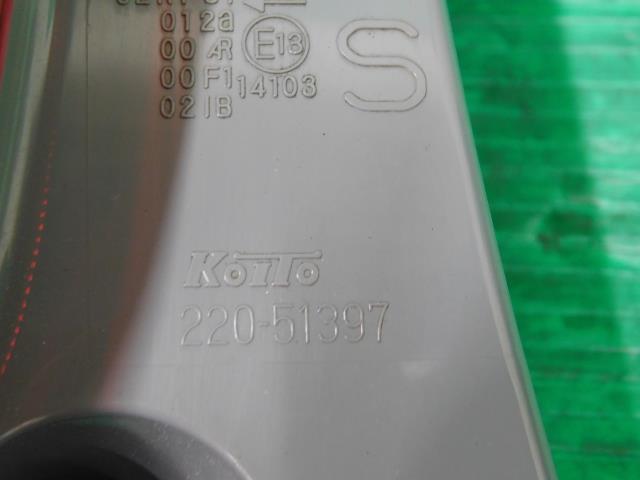 012a
00 AR E13
00 F1 14103
02 IB
S
KOITO
220-51397